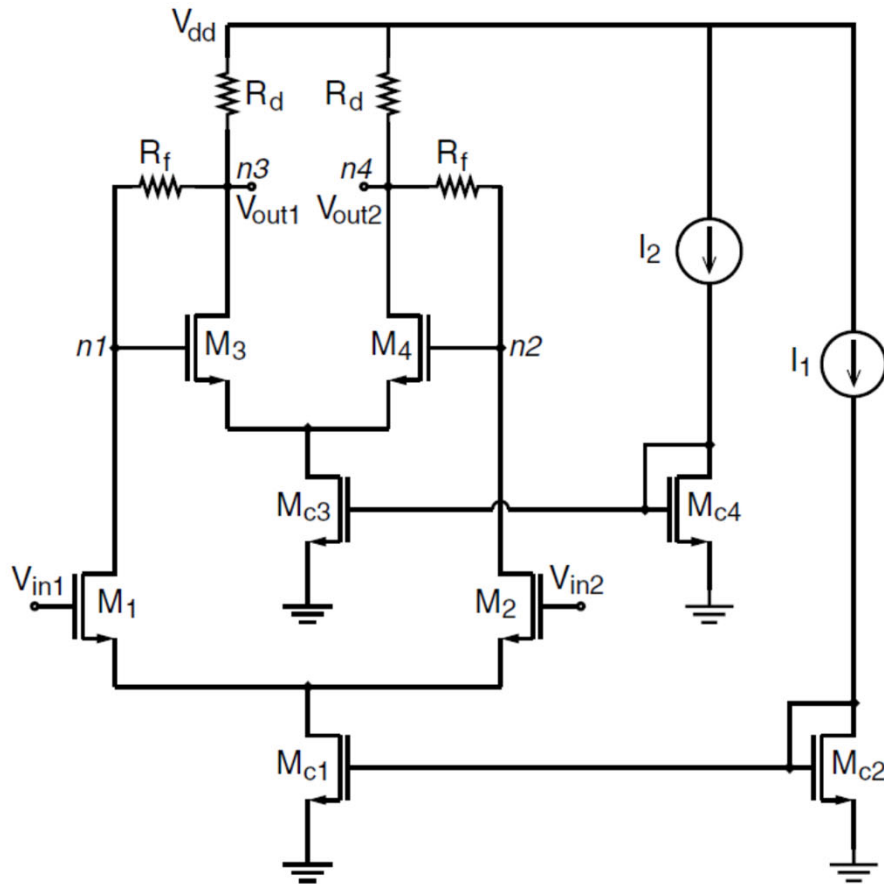 Vdd
Rd Rd
Rf n3 n4 Rf
Vout1 Vout2
I2
n1 M3 M4 n2
I1
Mc3 Mc4
Vin1 M1 M2 Vin2
Mc1 Mc2